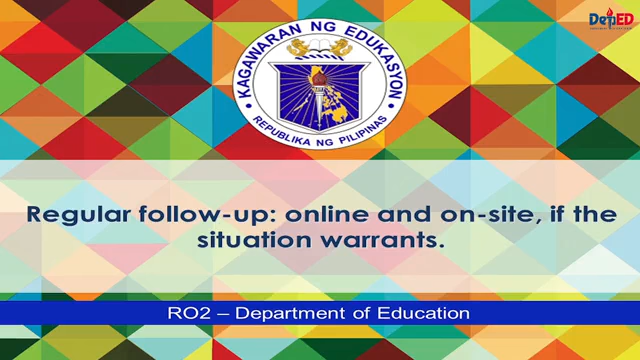 DepED
KAGAWARAN NG EDUKASYON
REPUBLIKA NG PILIPINAS
Regular follow-up: online and on-site, if the
situation warrants.
RO2 – Department of Education